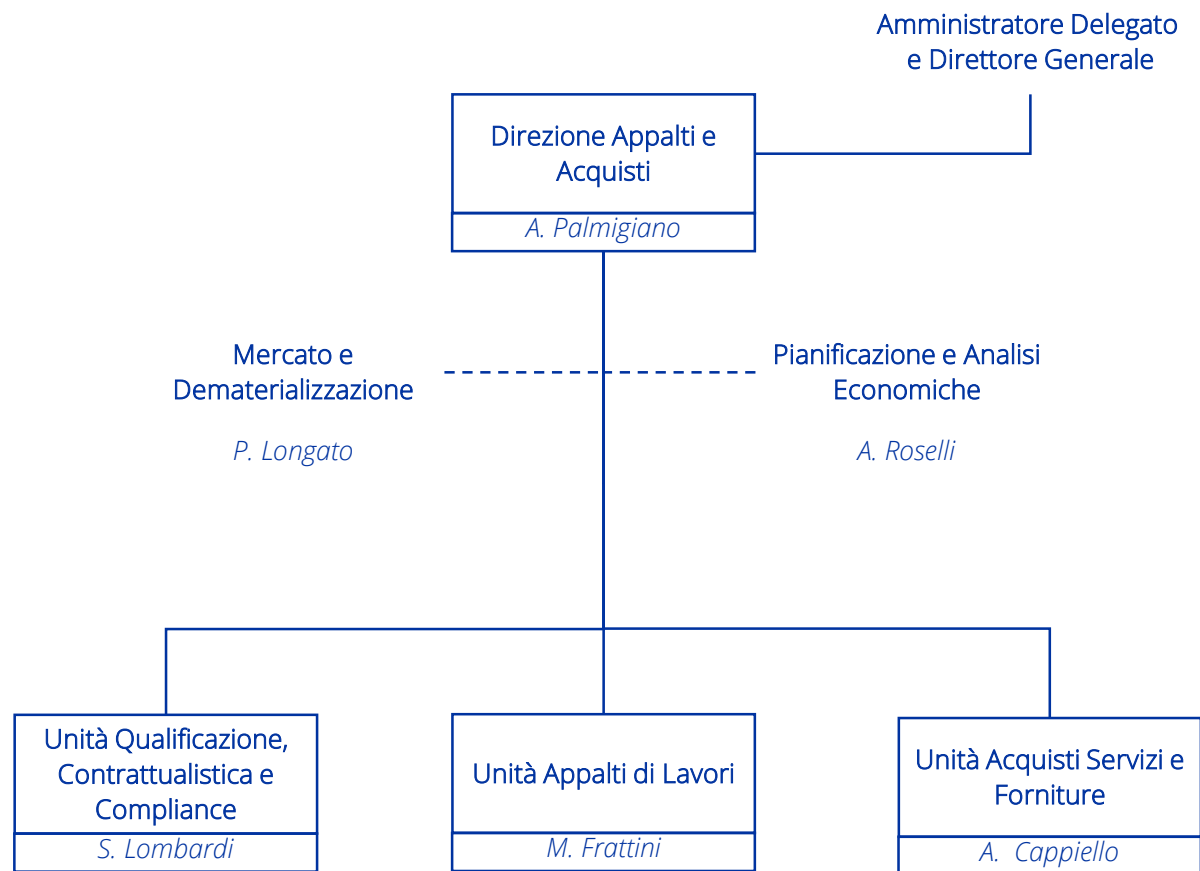 Amministratore Delegato
e Direttore Generale
Direzione Appalti e
Acquisti
A. Palmigiano
Mercato e
Dematerializzazione
P. Longato
Pianificazione e Analisi
Economiche
A. Roselli
Unità Qualificazione,
Contrattualistica e
Compliance
S. Lombardi
Unità Appalti di Lavori
M. Frattini
Unità Acquisti Servizi e
Forniture
A. Cappiello